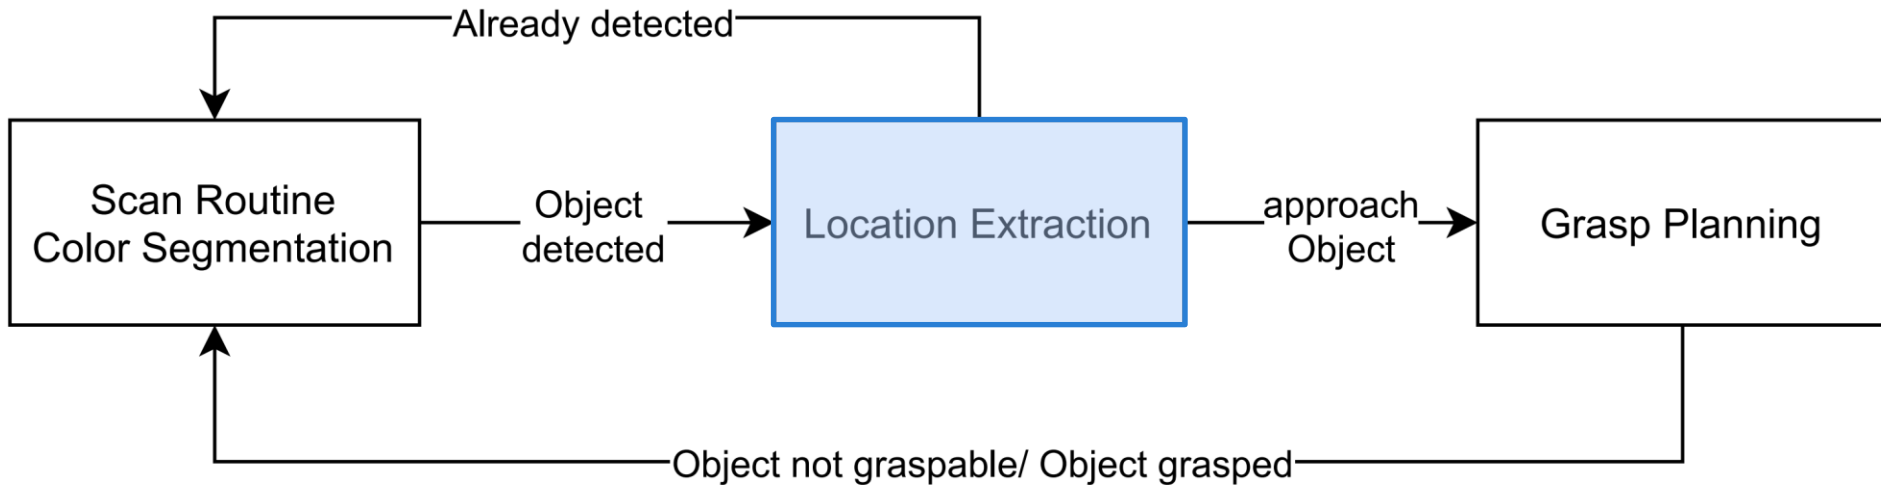 Already detected
Scan Routine
Color Segmentation
Object
detected
Location Extraction
approach
Object
Grasp Planning
Object not graspable/ Object grasped